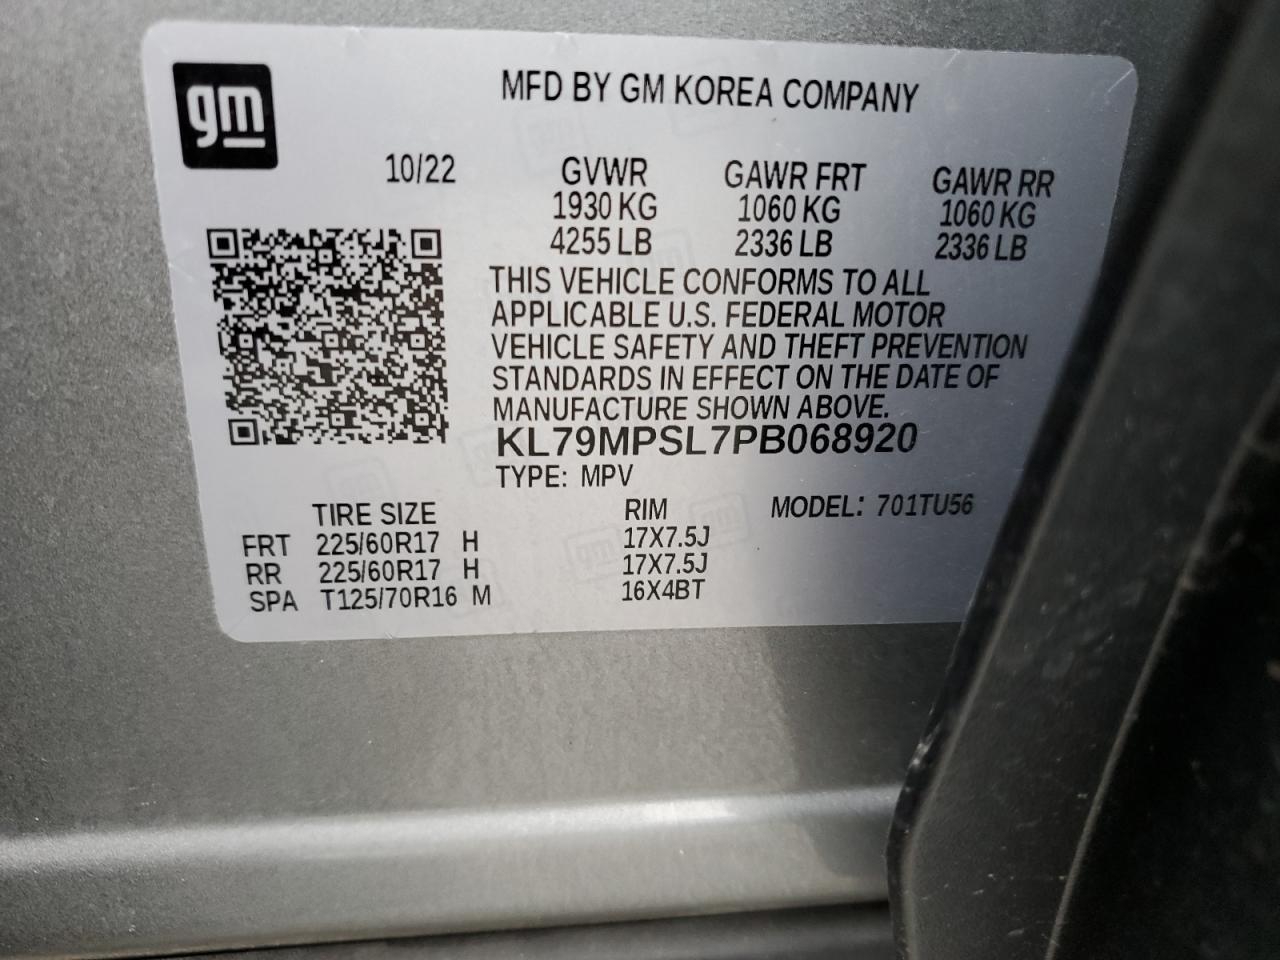 gm
MFD BY GM KOREA COMPANY
10/22 GVWR GAWR FRT GAWR RR
1930 KG 1060 KG 1060 KG
4255 LB 2336 LB 2336 LB
THIS VEHICLE CONFORMS TO ALL
APPLICABLE U.S. FEDERAL MOTOR
VEHICLE SAFETY AND THEFT PREVENTION
STANDARDS IN EFFECT ON THE DATE OF
MANUFACTURE SHOWN ABOVE.
KL79MPSL7PB068920
TYPE: MPV
TIRE SIZE RIM MODEL: 701TU56
FRT 225/60R17 H 17X7.5J
RR 225/60R17 H 17X7.5J
SPA T125/70R16 M 16X4BT